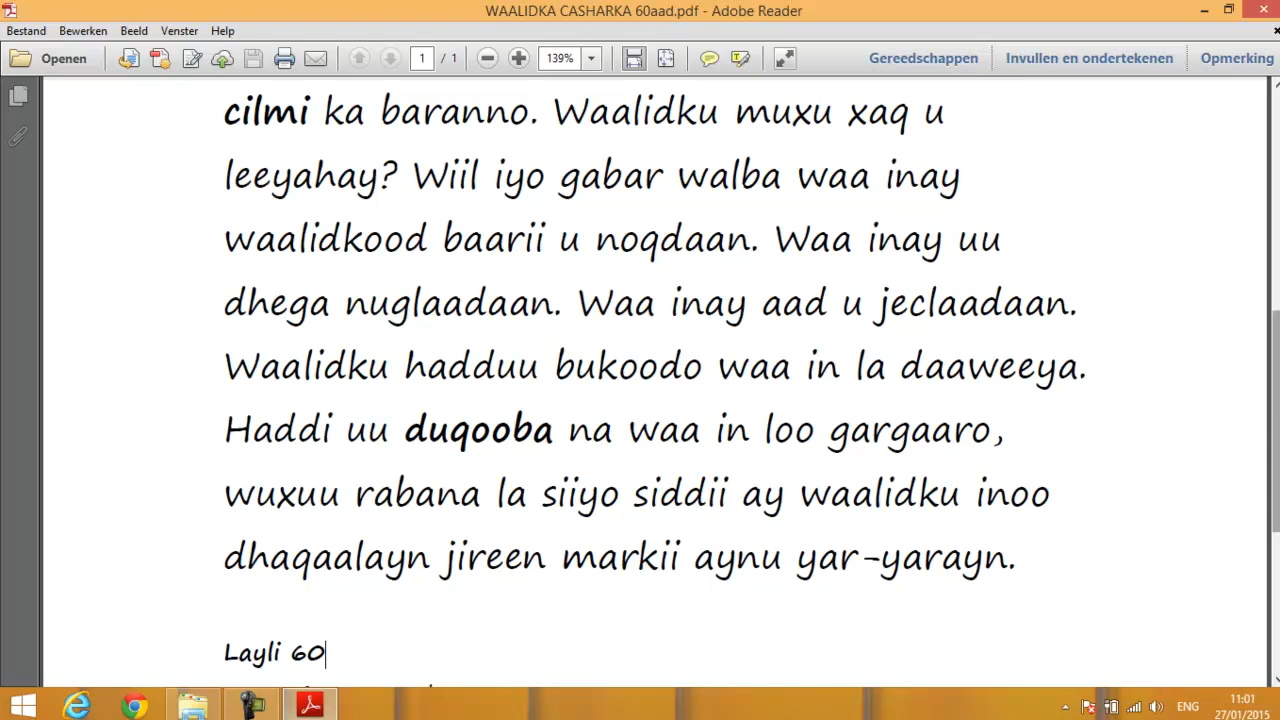 WAALIDKA CASHARKA 60aad.pdf - Adobe Reader
Bestand Bewerken Beeld Venster Help
Openen 1 / 1 139% Gereedschappen Invullen en ondertekenen Opmerking
cilmi ka baranno. Waalidku muxu xaq u
leeyahay? Wiil iyo gabar walba waa inay
waalidkood baarii u noqdaan. Waa inay uu
dhega nuglaadaan. Waa inay aad u jeclaadaan.
Waalidku hadduu bukoodo waa in la daaweeya.
Haddi uu duqooba na waa in loo gargaaro,
wuxuu rabana la siiyo siddii ay waalidku inoo
dhaqaalayn jireen markii aynu yar-yarayn.
Layli 60
ENG 11:01
27/01/2015